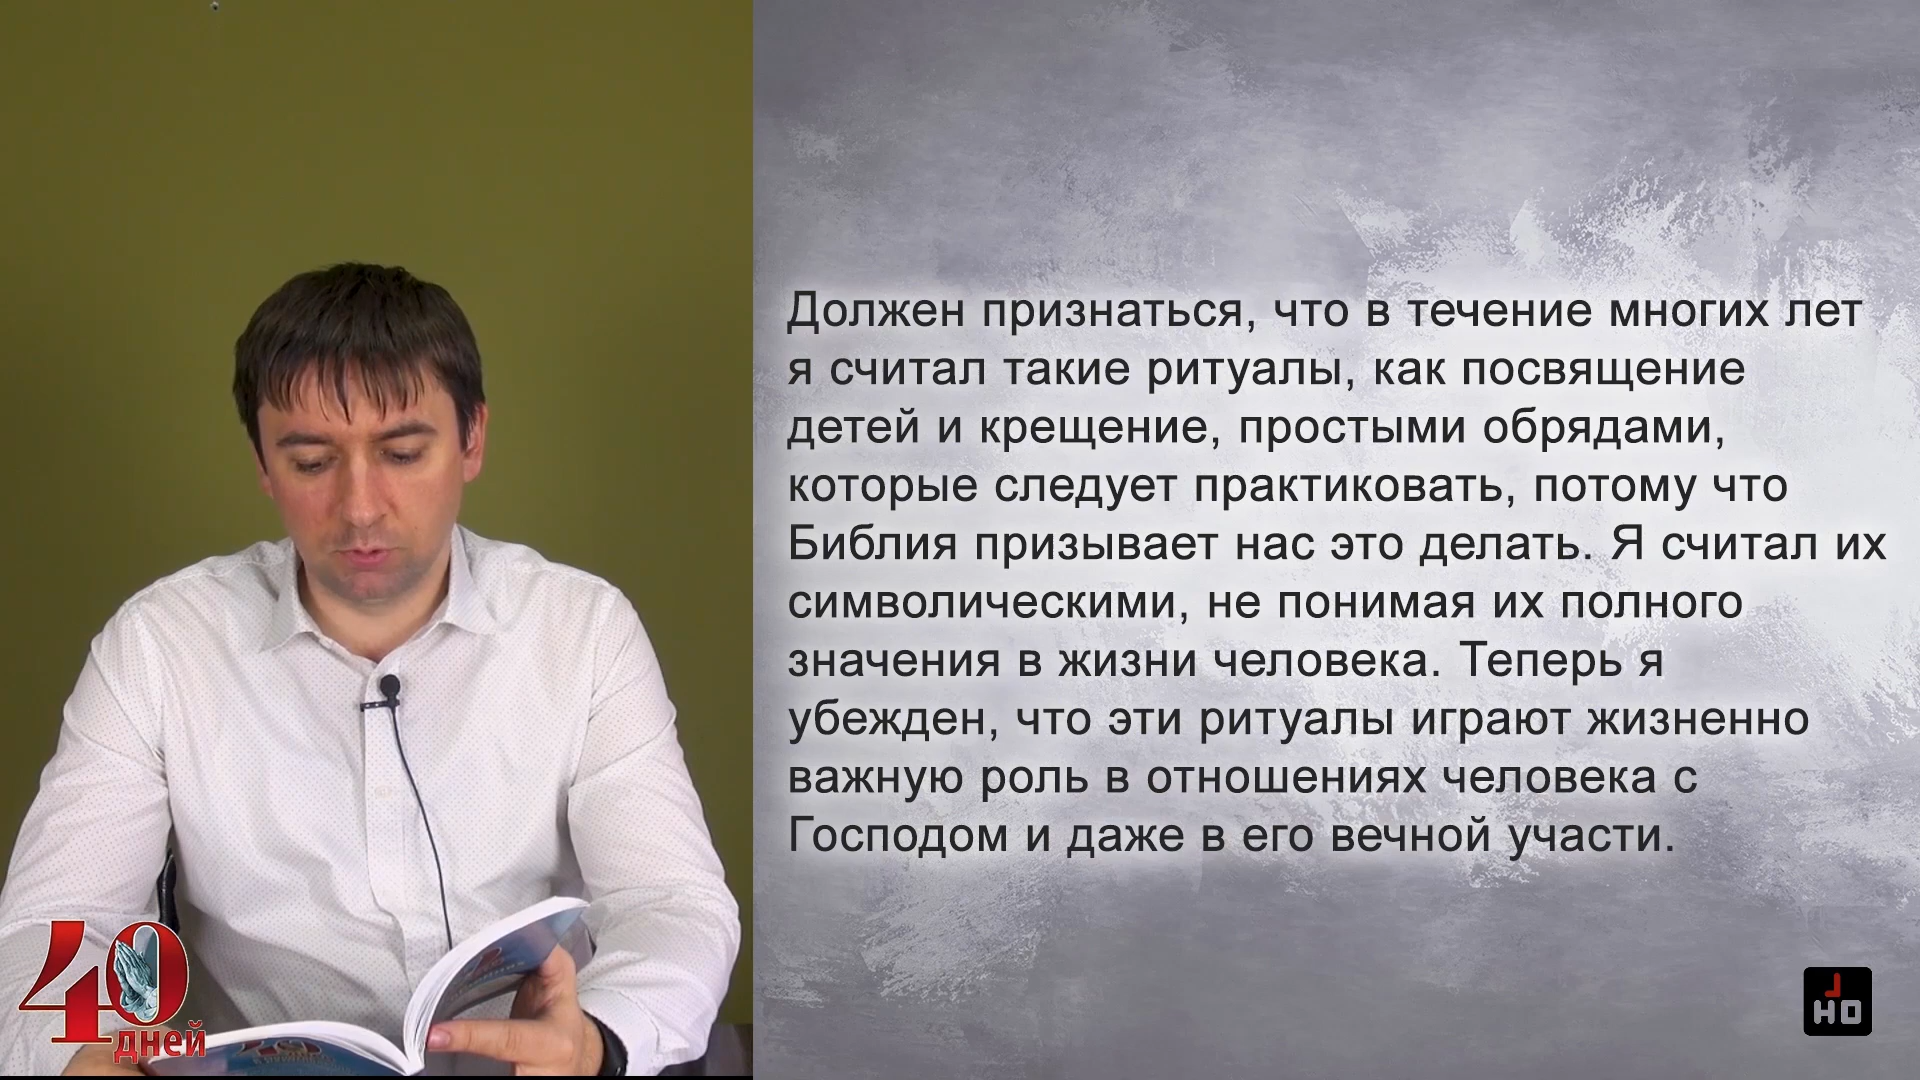 Должен признаться, что в течение многих лет
я считал такие ритуалы, как посвящение
детей и крещение, простыми обрядами,
которые следует практиковать, потому что
Библия призывает нас это делать. Я считал их
символическими, не понимая их полного
значения в жизни человека. Теперь я
убежден, что эти ритуалы играют жизненно
важную роль в отношениях человека с
Господом и даже в его вечной участи.
40
дней
НО